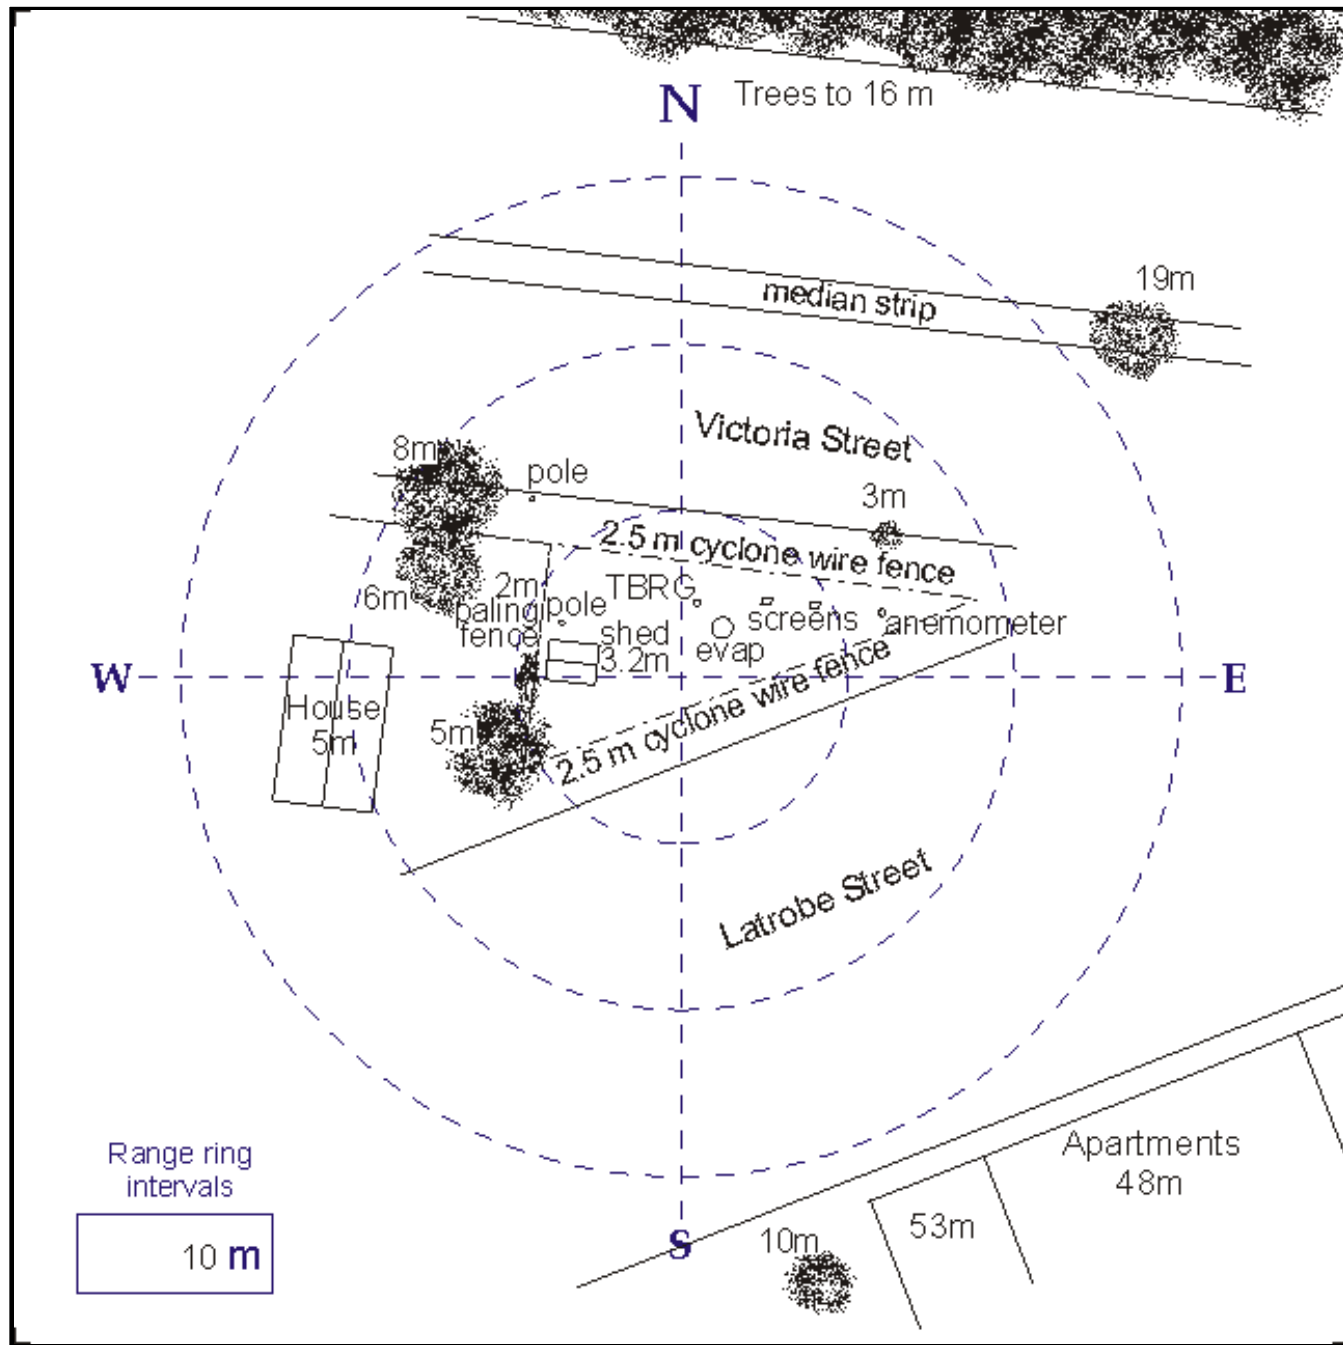 Trees to 16 m
N
19m
median strip
Victoria Street
8m
pole
3m
2.5 m cyclone wire fence
6m
2m
baling
fence
pole
TBRG
screens
anemometer
evap
shed
3.2m
W
E
House
5m
5m
2.5 m cyclone wire fence
Latrobe Street
Range ring
intervals
10 m
S
10m
53m
Apartments
48m